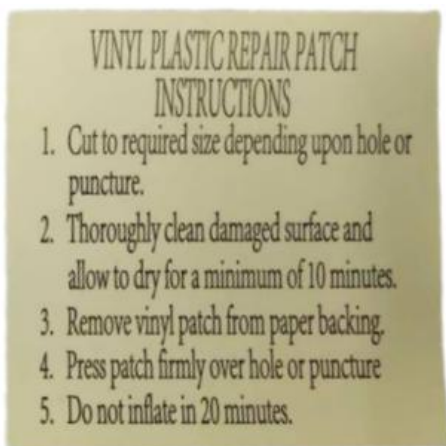 VINYL PLASTIC REPAIR PATCH
INSTRUCTIONS
1. Cut to required size depending upon hole or
puncture.
2. Thoroughly clean damaged surface and
allow to dry for a minimum of 10 minutes.
3. Remove vinyl patch from paper backing.
4. Press patch firmly over hole or puncture
5. Do not inflate in 20 minutes.